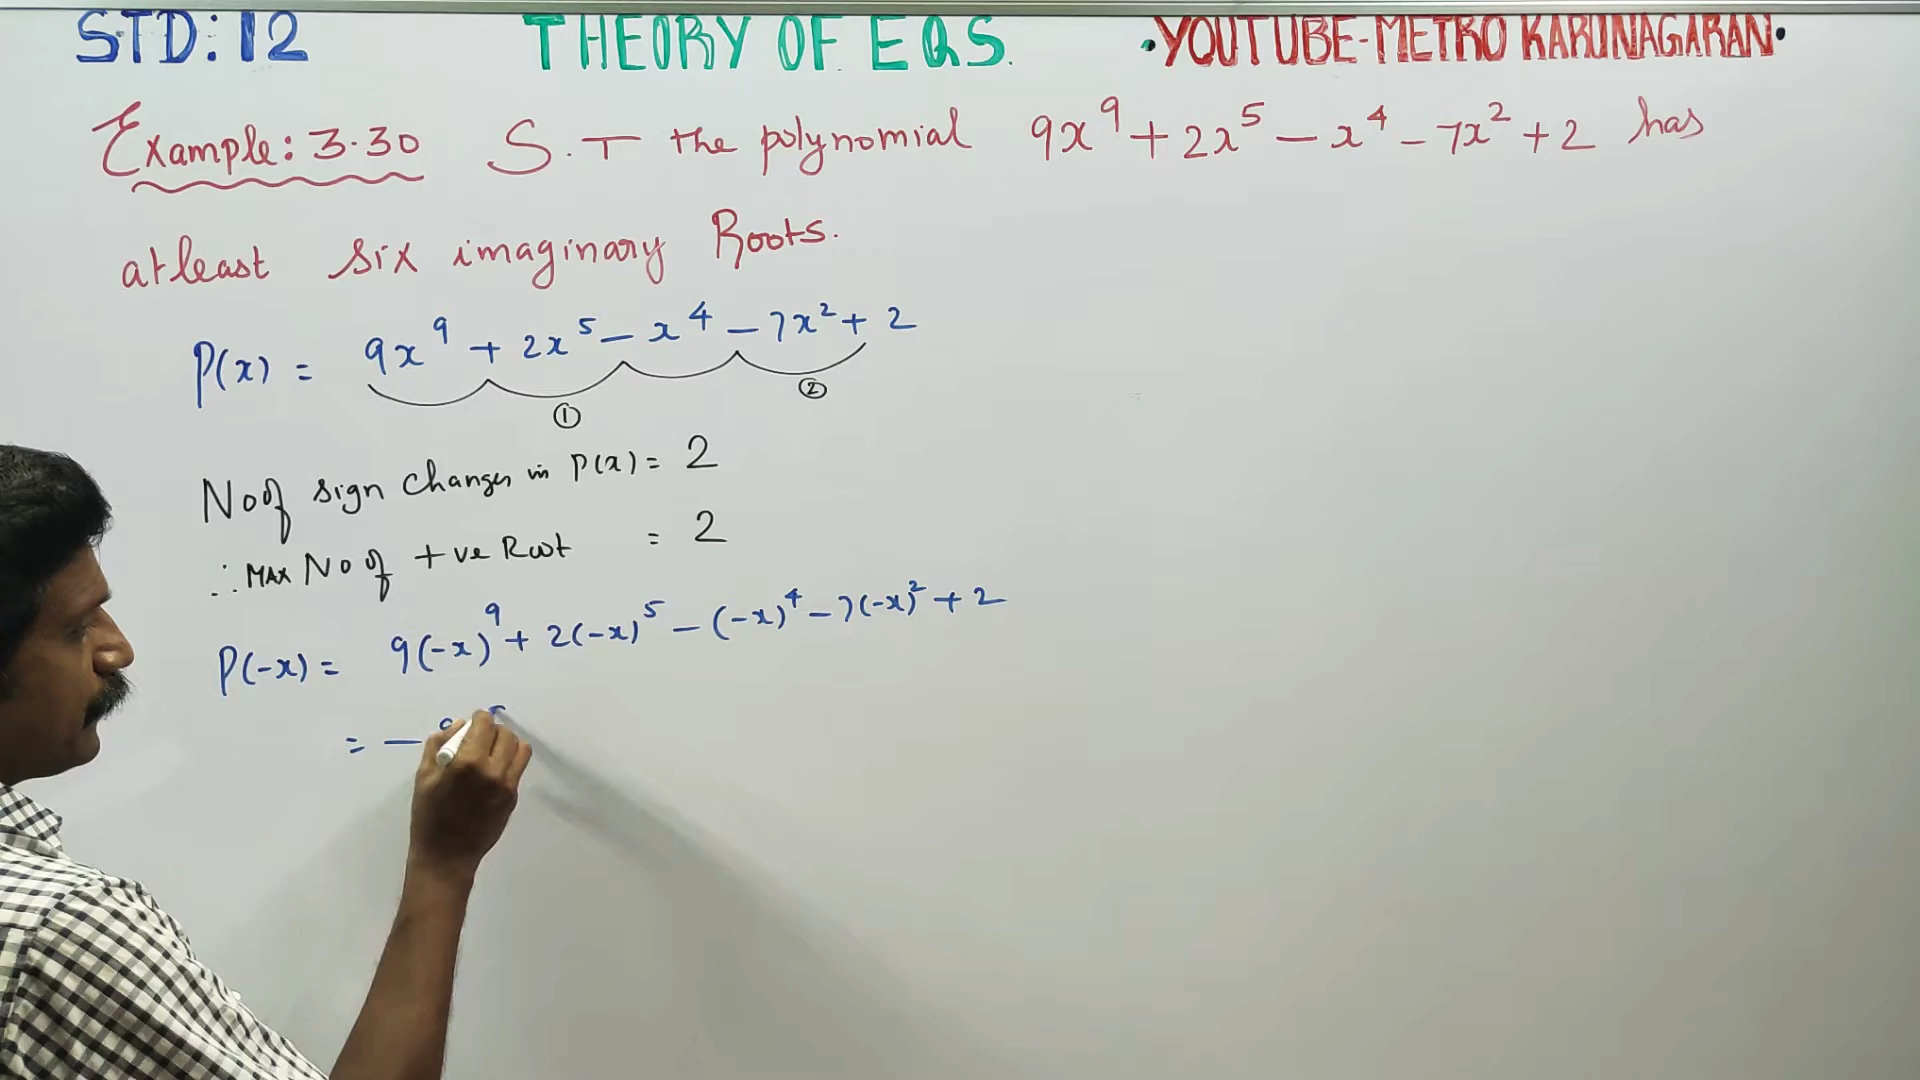 STD:12 THEORY OF EQS. •YOUTUBE-METRO KARUNAGARAN•
Example: 3.30 S.T the polynomial 9x⁹ + 2x⁵ - x⁴ - 7x² + 2 has
atleast six imaginary Roots.
P(x) = 9x⁹ + 2x⁵ - x⁴ - 7x² + 2
① ②
No of sign changes in P(x) = 2
∴ MAX No of +ve Root = 2
P(-x) = 9(-x)⁹ + 2(-x)⁵ - (-x)⁴ - 7(-x)² + 2
= -